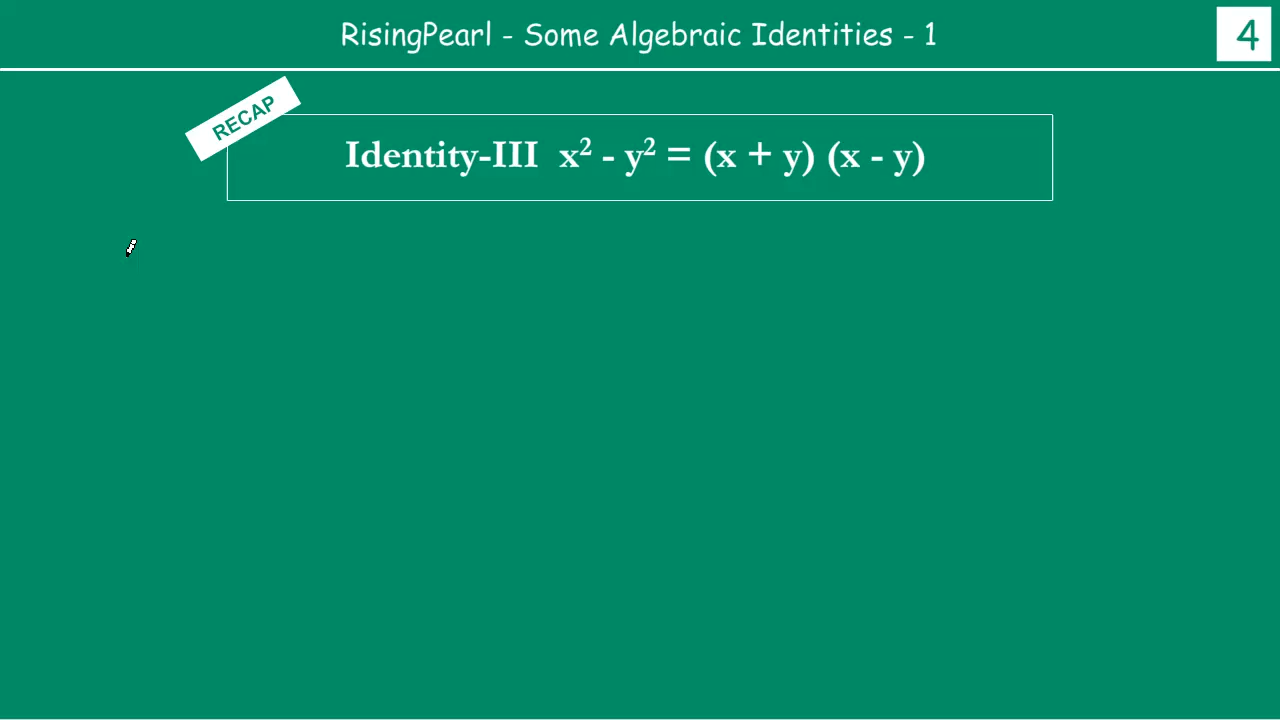 RisingPearl - Some Algebraic Identities - 1
4
RECAP
Identity-III x² - y² = (x + y) (x - y)